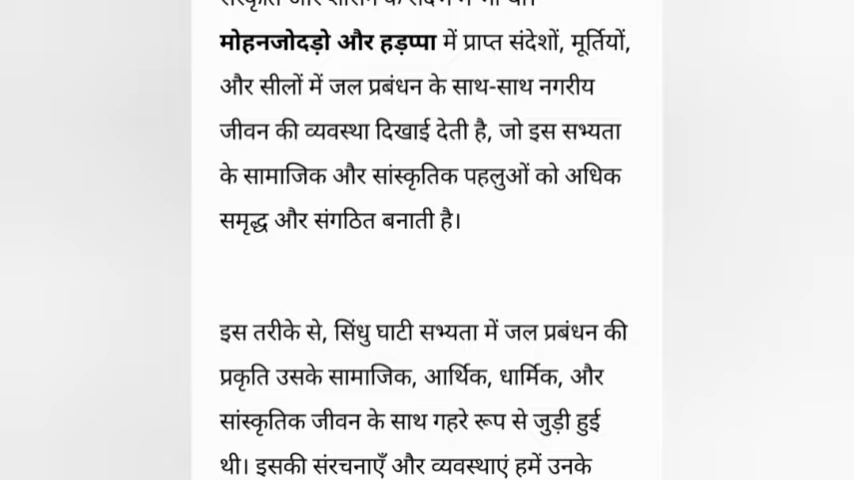 मोहनजोदड़ो और हड़प्पा में प्राप्त संदेशों, मूर्तियों,
और सीलों में जल प्रबंधन के साथ-साथ नगरीय
जीवन की व्यवस्था दिखाई देती है, जो इस सभ्यता
के सामाजिक और सांस्कृतिक पहलुओं को अधिक
समृद्ध और संगठित बनाती है।
इस तरीके से, सिंधु घाटी सभ्यता में जल प्रबंधन की
प्रकृति उसके सामाजिक, आर्थिक, धार्मिक, और
सांस्कृतिक जीवन के साथ गहरे रूप से जुड़ी हुई
थी। इसकी संरचनाएँ और व्यवस्थाएं हमें उनके